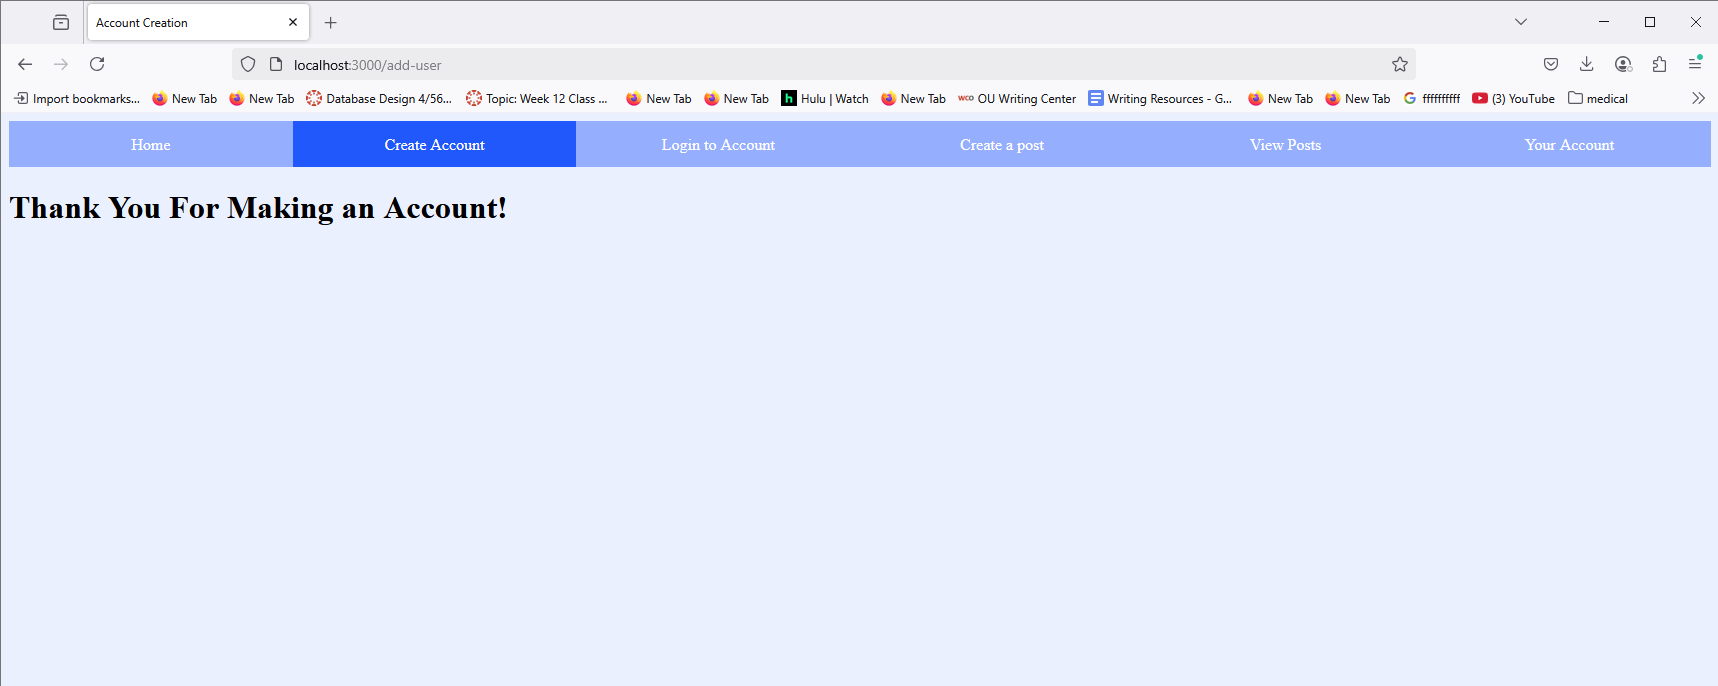 Account Creation
localhost:3000/add-user
Import bookmarks... New Tab New Tab Database Design 4/56... Topic: Week 12 Class ... New Tab New Tab h Hulu | Watch New Tab WCO OU Writing Center Writing Resources - G... New Tab New Tab G ffffffffff (3) YouTube medical
Home Create Account Login to Account Create a post View Posts Your Account
Thank You For Making an Account!